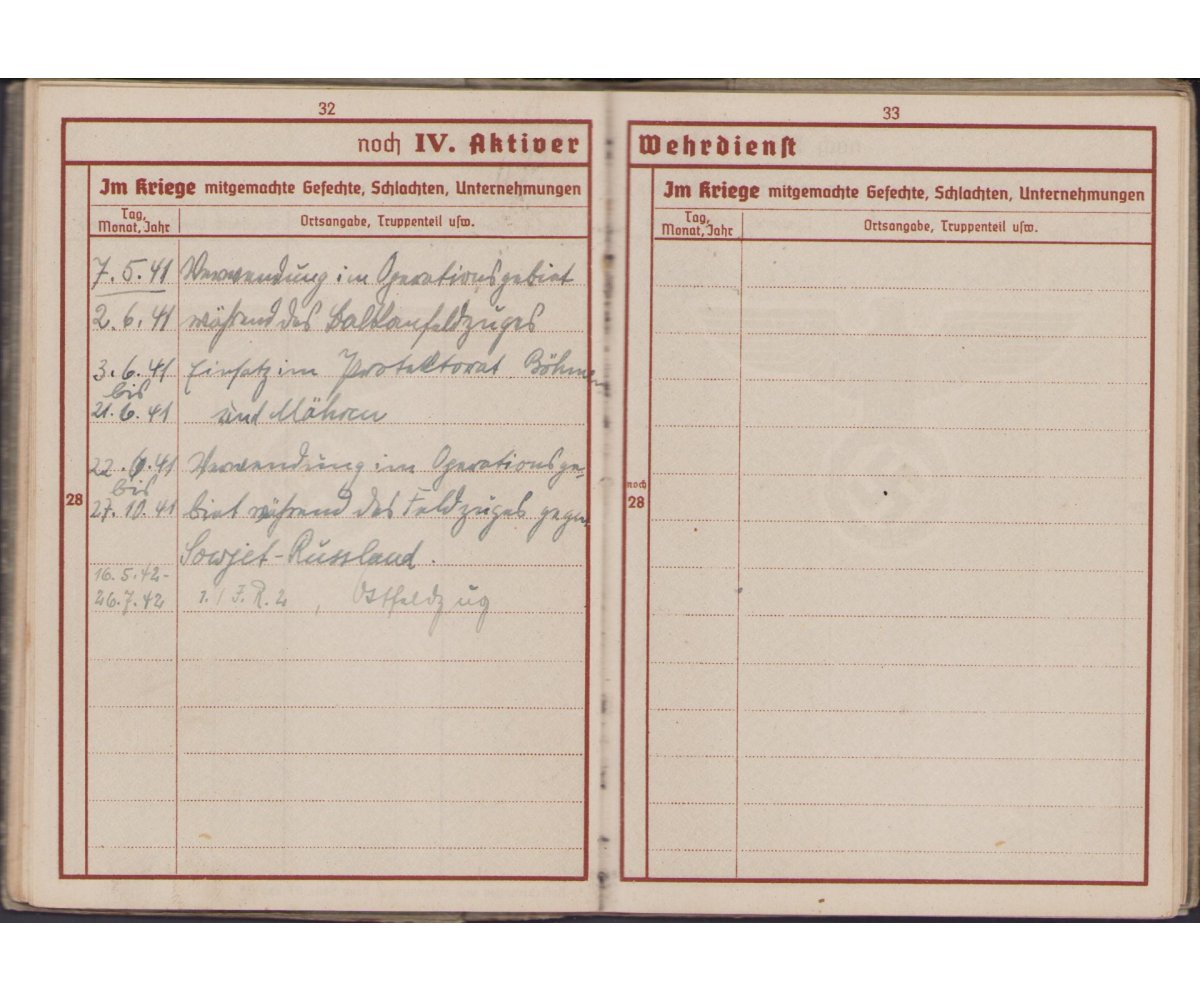 32
noch IV. Aktiver
Im Kriege mitgemachte Gefechte, Schlachten, Unternehmungen
Tag, Monat, Jahr
Ortsangabe, Truppenteil usw.
7.5.41 Verwendung im Operationsgebiet
2.6.41 während des Balkanfeldzuges
3.6.41 Einsatz im Protektorat Böhmen
bis
21.6.41 und Mähren
22.6.41 Verwendung im Operationsge-
bis
28
27.10.41 biet während des Feldzuges gegen
Sowjet-Russland.
16.5.42-
26.7.42 1./J.R.2, Ostfeldzug
33
Wehrdienst
Im Kriege mitgemachte Gefechte, Schlachten, Unternehmungen
Tag, Monat, Jahr
Ortsangabe, Truppenteil usw.
noch
28